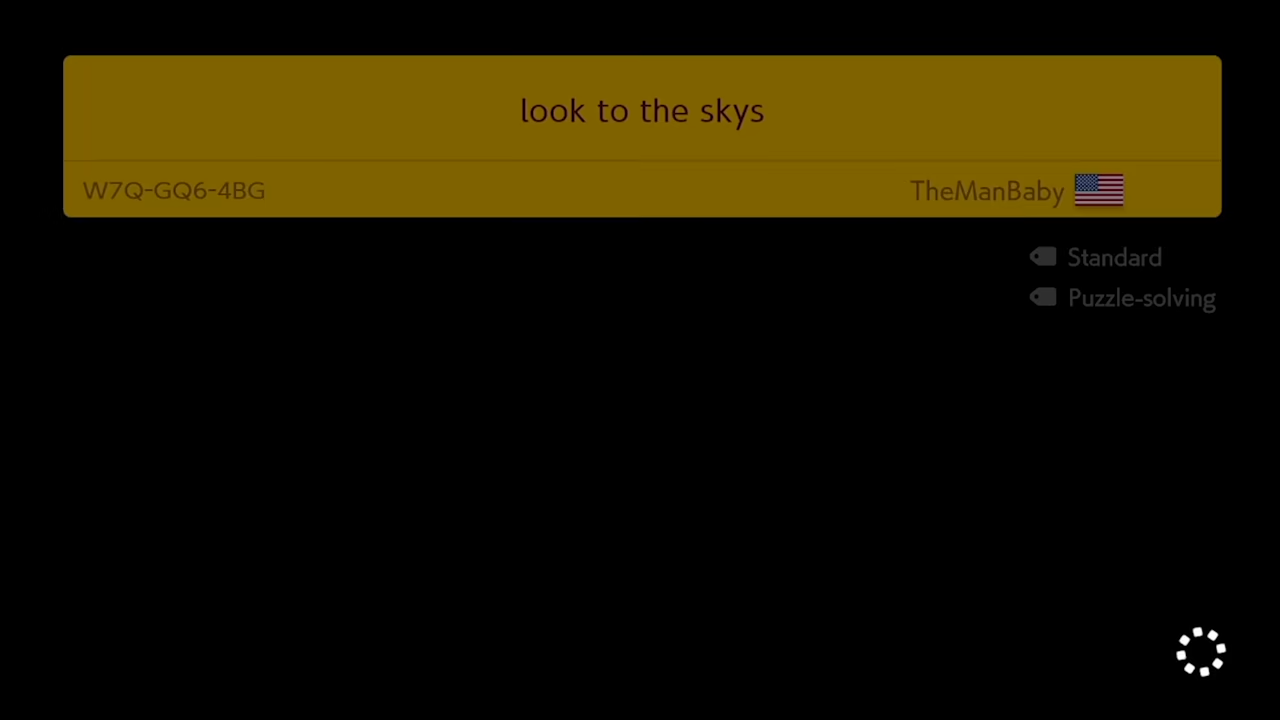 look to the skys
W7Q-GQ6-4BG TheManBaby
Standard
Puzzle-solving